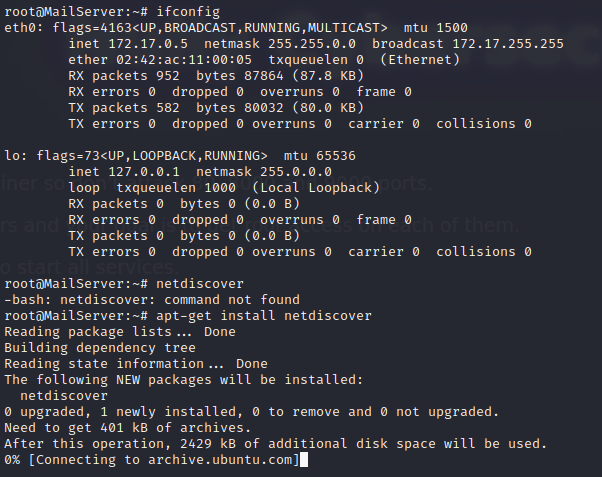 root@MailServer:~# ifconfig
eth0: flags=4163<UP,BROADCAST,RUNNING,MULTICAST>  mtu 1500
        inet 172.17.0.5  netmask 255.255.0.0  broadcast 172.17.255.255
        ether 02:42:ac:11:00:05  txqueuelen 0  (Ethernet)
        RX packets 952  bytes 87864 (87.8 KB)
        RX errors 0  dropped 0  overruns 0  frame 0
        TX packets 582  bytes 80032 (80.0 KB)
        TX errors 0  dropped 0 overruns 0  carrier 0  collisions 0
lo: flags=73<UP,LOOPBACK,RUNNING>  mtu 65536
        inet 127.0.0.1  netmask 255.0.0.0
        loop  txqueuelen 1000  (Local Loopback)
        RX packets 0  bytes 0 (0.0 B)
        RX errors 0  dropped 0  overruns 0  frame 0
        TX packets 0  bytes 0 (0.0 B)
        TX errors 0  dropped 0 overruns 0  carrier 0  collisions 0
root@MailServer:~# netdiscover
-bash: netdiscover: command not found
root@MailServer:~# apt-get install netdiscover
Reading package lists... Done
Building dependency tree
Reading state information... Done
The following NEW packages will be installed:
  netdiscover
0 upgraded, 1 newly installed, 0 to remove and 0 not upgraded.
Need to get 401 kB of archives.
After this operation, 2429 kB of additional disk space will be used.
0% [Connecting to archive.ubuntu.com]
ports.
on each of them.
o start all services.